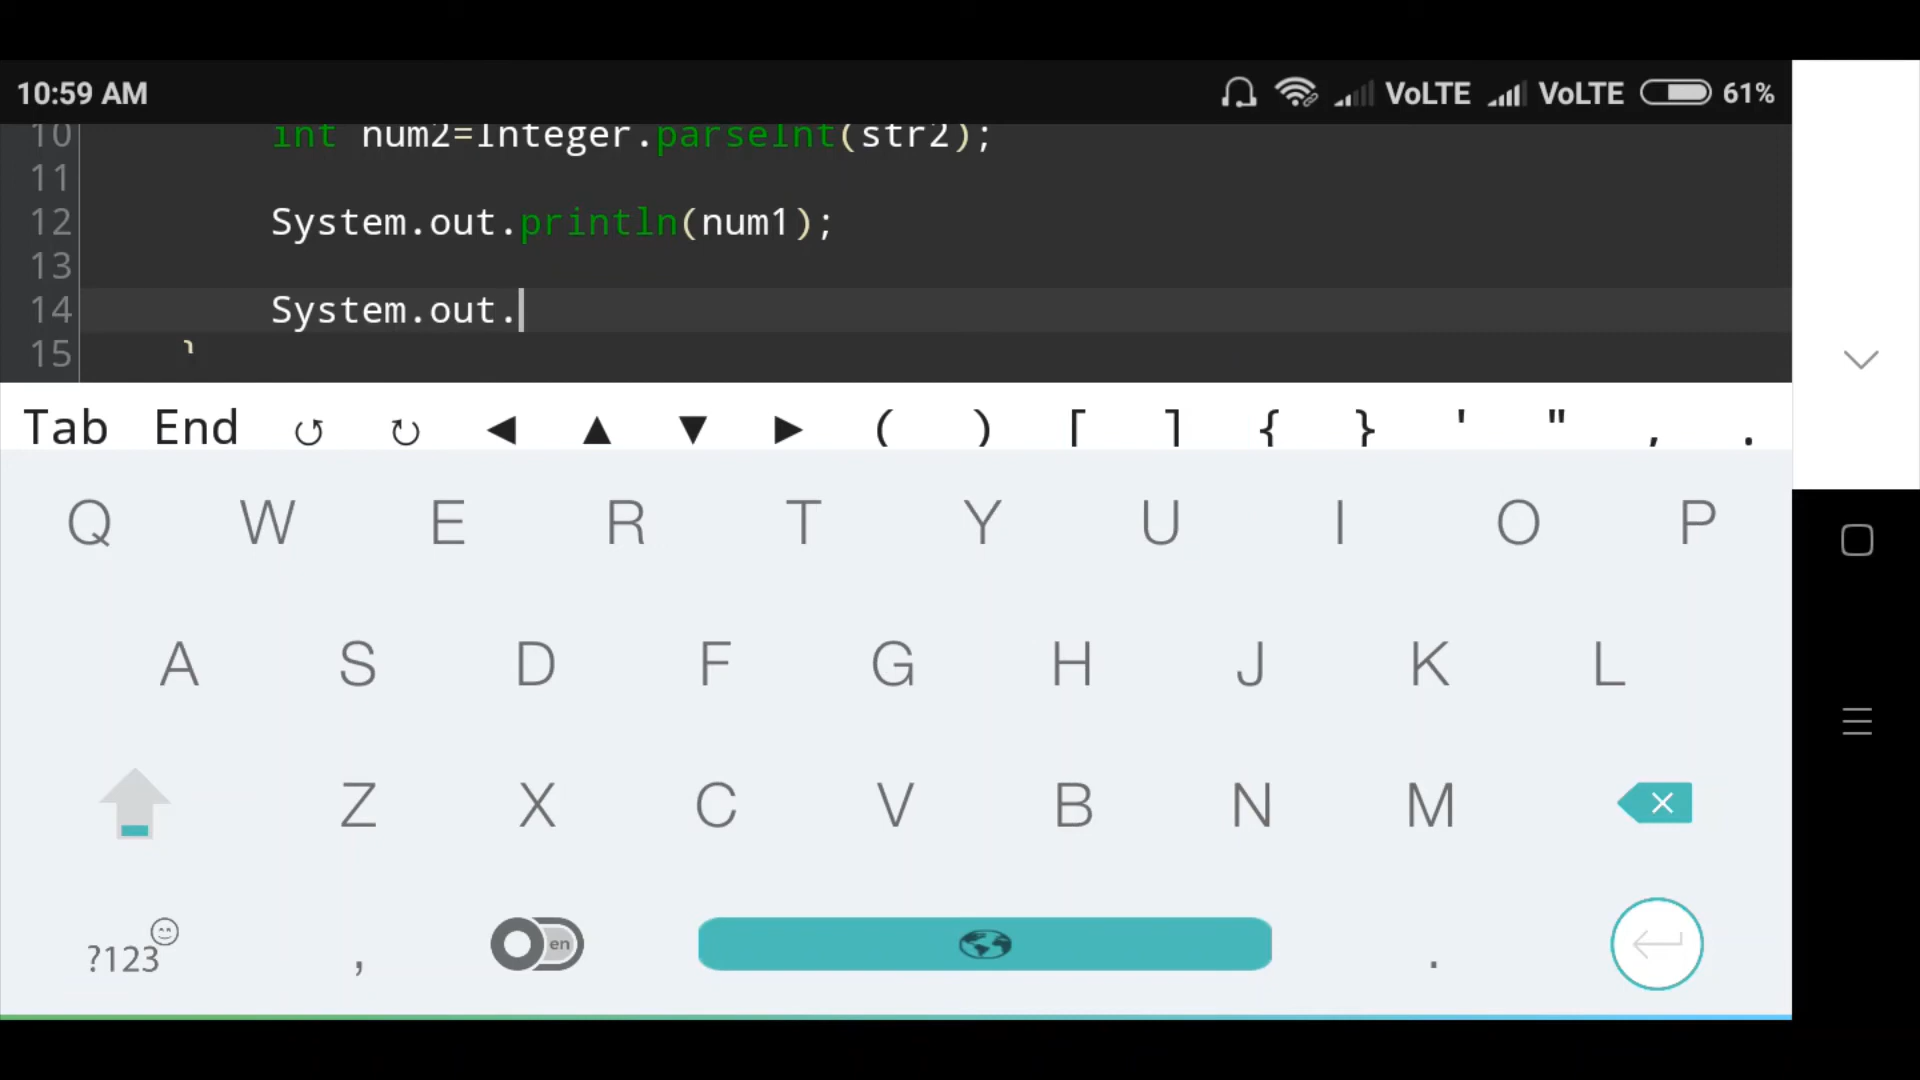 10:59 AM VoLTE VoLTE 61%
10 int num2=Integer.parseInt(str2);
11
12 System.out.println(num1);
13
14 System.out.
15 }
Tab End ↺ ↻ ◀ ▲ ▼ ▶ ( ) [ ] { } ' " , .
Q W E R T Y U I O P
A S D F G H J K L
Z X C V B N M
?123 , en .